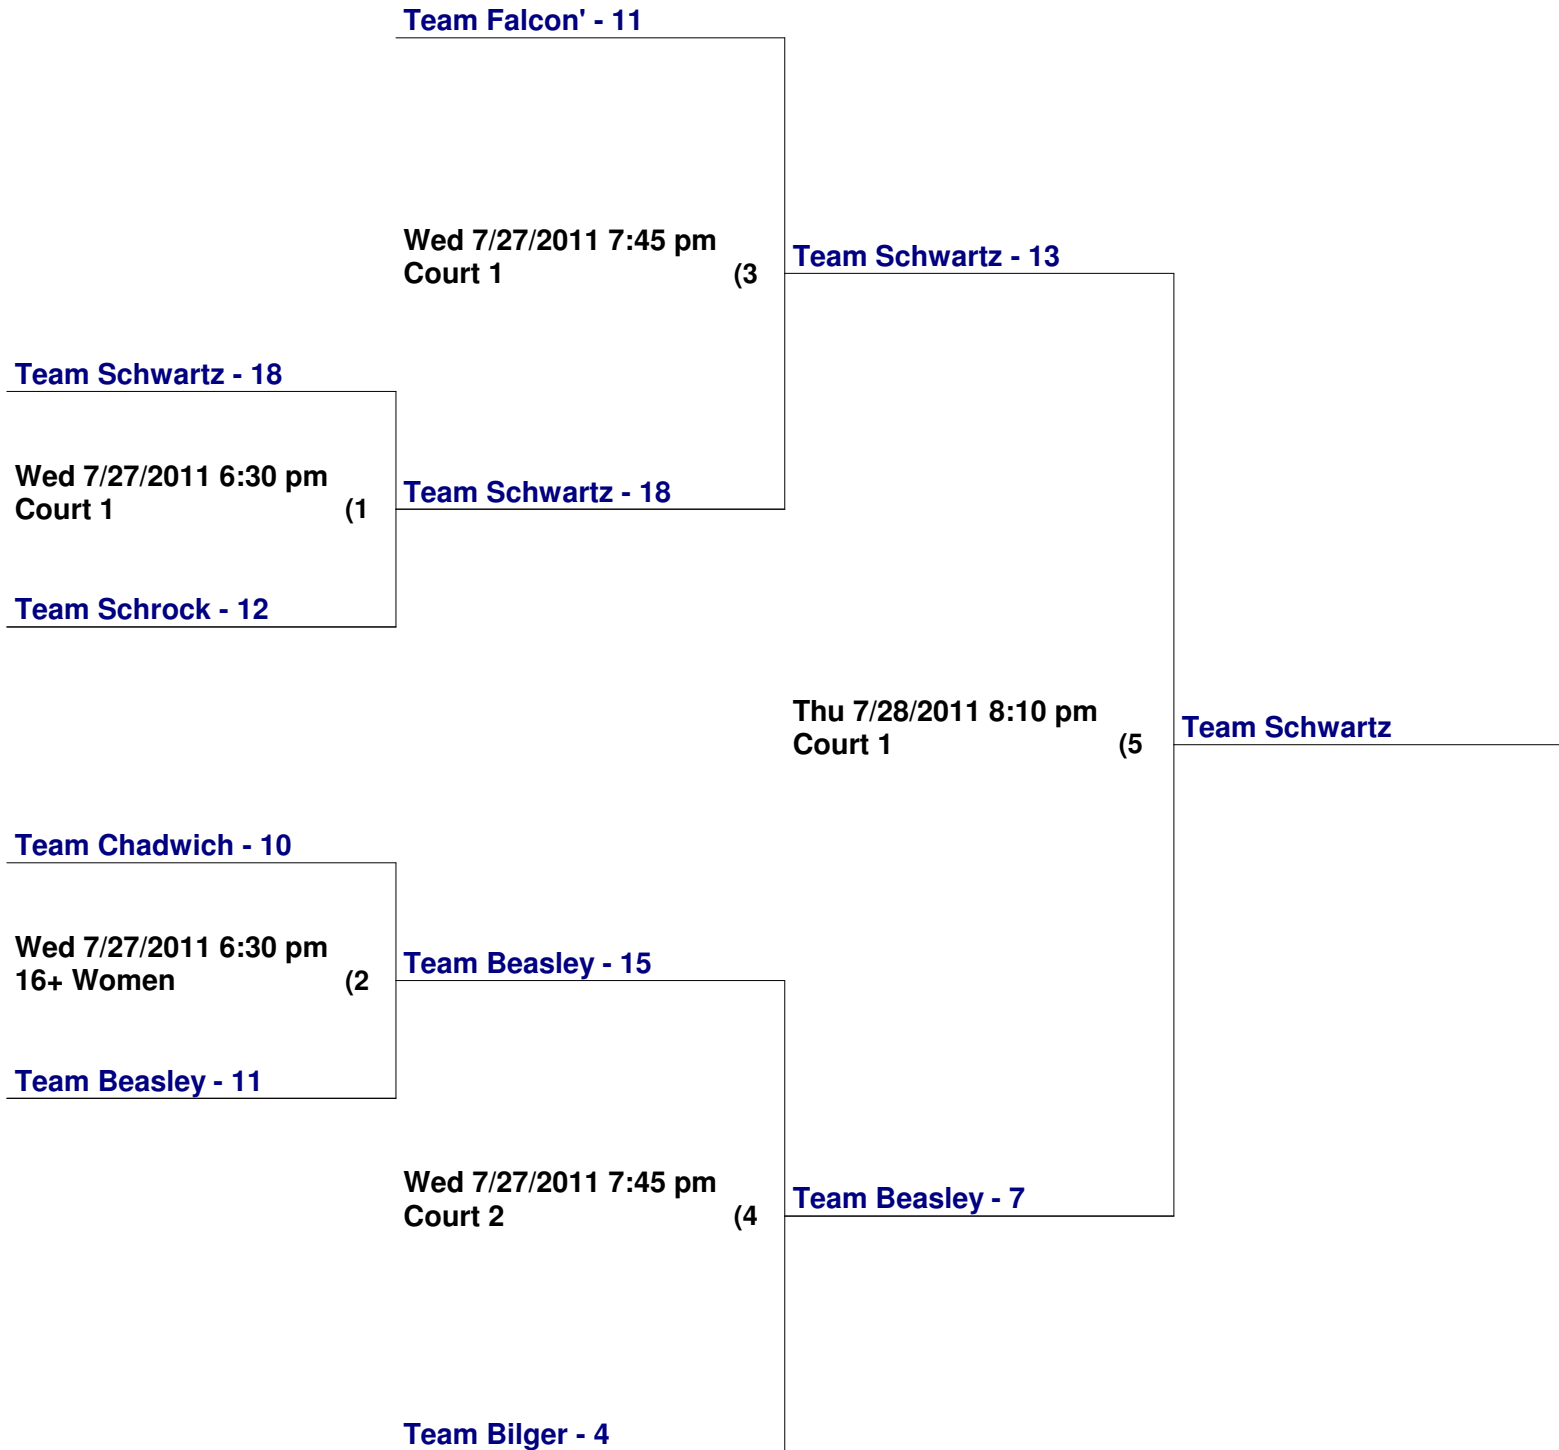 Team Falcon' - 11
Wed 7/27/2011 7:45 pm
Court 1 (3
Team Schwartz - 13
Team Schwartz - 18
Wed 7/27/2011 6:30 pm
Court 1 (1
Team Schwartz - 18
Team Schrock - 12
Thu 7/28/2011 8:10 pm
Court 1 (5
Team Schwartz
Team Chadwich - 10
Wed 7/27/2011 6:30 pm
16+ Women (2
Team Beasley - 15
Team Beasley - 11
Wed 7/27/2011 7:45 pm
Court 2 (4
Team Beasley - 7
Team Bilger - 4